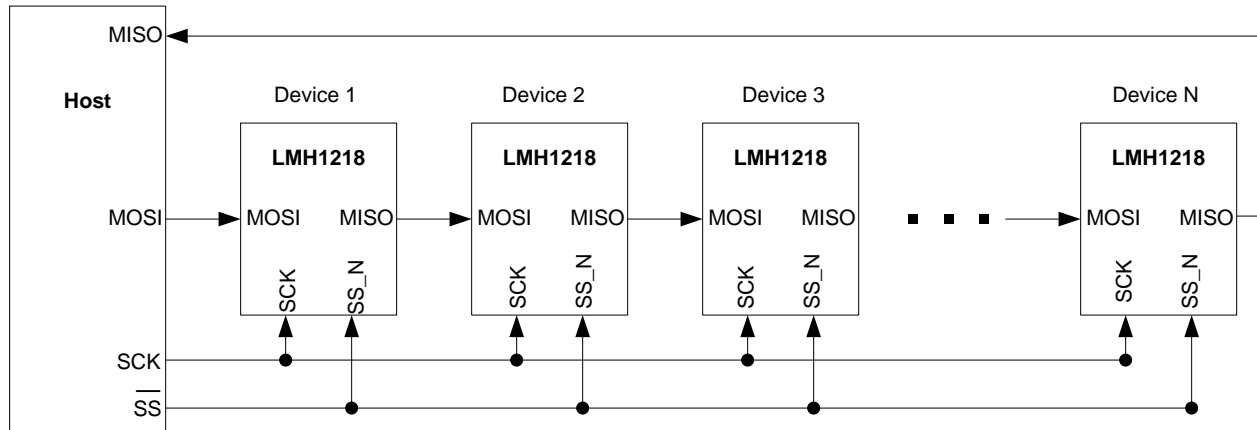 MISO
Host
Device 1
Device 2
Device 3
Device N
LMH1218
LMH1218
LMH1218
LMH1218
MOSI
MOSI
MISO
MOSI
MISO
MOSI
MISO
MOSI
MISO
SCK
SS_N
SCK
SS_N
SCK
SS_N
SCK
SS_N
SCK
SS